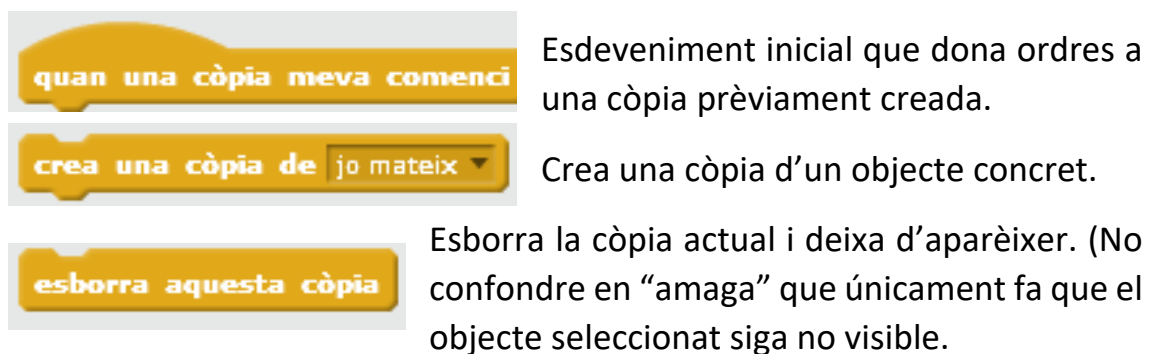 quan una còpia meva comenci
Esdeveniment inicial que dona ordres a
una còpia prèviament creada.
crea una còpia de jo mateix
Crea una còpia d’un objecte concret.
esborra aquesta còpia
Esborra la còpia actual i deixa d’aparèixer. (No
confondre en “amaga” que únicament fa que el
objecte seleccionat siga no visible.